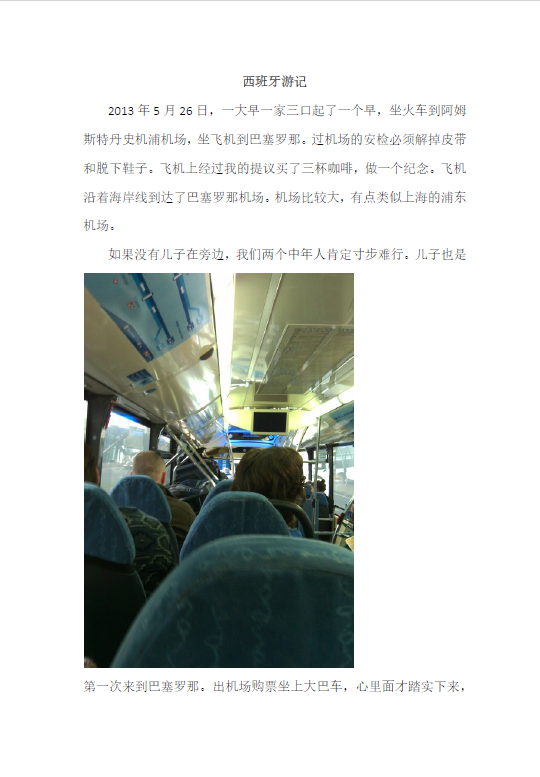 西班牙游记
2013 年 5 月 26 日，一大早一家三口起了一个早，坐火车到阿姆
斯特丹史机浦机场，坐飞机到巴塞罗那。过机场的安检必须解掉皮带
和脱下鞋子。飞机上经过我的提议买了三杯咖啡，做一个纪念。飞机
沿着海岸线到达了巴塞罗那机场。机场比较大，有点类似上海的浦东
机场。
如果没有儿子在旁边，我们两个中年人肯定寸步难行。儿子也是
第一次来到巴塞罗那。出机场购票坐上大巴车，心里面才踏实下来，